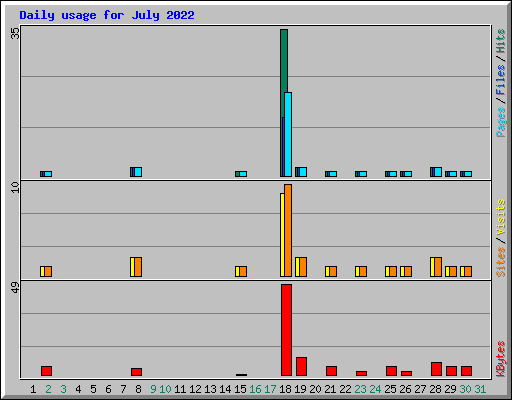 Daily usage for July 2022
35
10
49
Pages/Files/Hits
Sites/Visits
KBytes
1 2 3 4 5 6 7 8 9 10 11 12 13 14 15 16 17 18 19 20 21 22 23 24 25 26 27 28 29 30 31